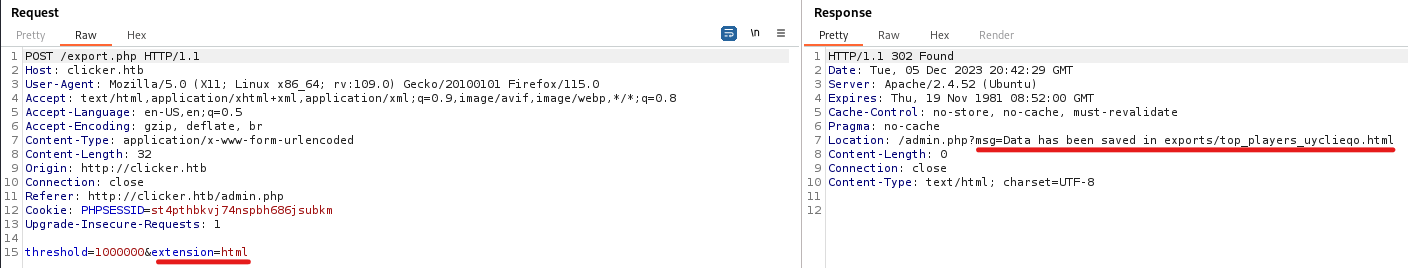 Request
Pretty Raw Hex
\n
1 POST /export.php HTTP/1.1
2 Host: clicker.htb
3 User-Agent: Mozilla/5.0 (X11; Linux x86_64; rv:109.0) Gecko/20100101 Firefox/115.0
4 Accept: text/html,application/xhtml+xml,application/xml;q=0.9,image/avif,image/webp,*/*;q=0.8
5 Accept-Language: en-US,en;q=0.5
6 Accept-Encoding: gzip, deflate, br
7 Content-Type: application/x-www-form-urlencoded
8 Content-Length: 32
9 Origin: http://clicker.htb
10 Connection: close
11 Referer: http://clicker.htb/admin.php
12 Cookie: PHPSESSID=st4pthbkvj74nspbh686jsubkm
13 Upgrade-Insecure-Requests: 1
14
15 threshold=1000000&extension=html
Response
Pretty Raw Hex Render
1 HTTP/1.1 302 Found
2 Date: Tue, 05 Dec 2023 20:42:29 GMT
3 Server: Apache/2.4.52 (Ubuntu)
4 Expires: Thu, 19 Nov 1981 08:52:00 GMT
5 Cache-Control: no-store, no-cache, must-revalidate
6 Pragma: no-cache
7 Location: /admin.php?msg=Data has been saved in exports/top_players_uyclieqo.html
8 Content-Length: 0
9 Connection: close
10 Content-Type: text/html; charset=UTF-8
11
12